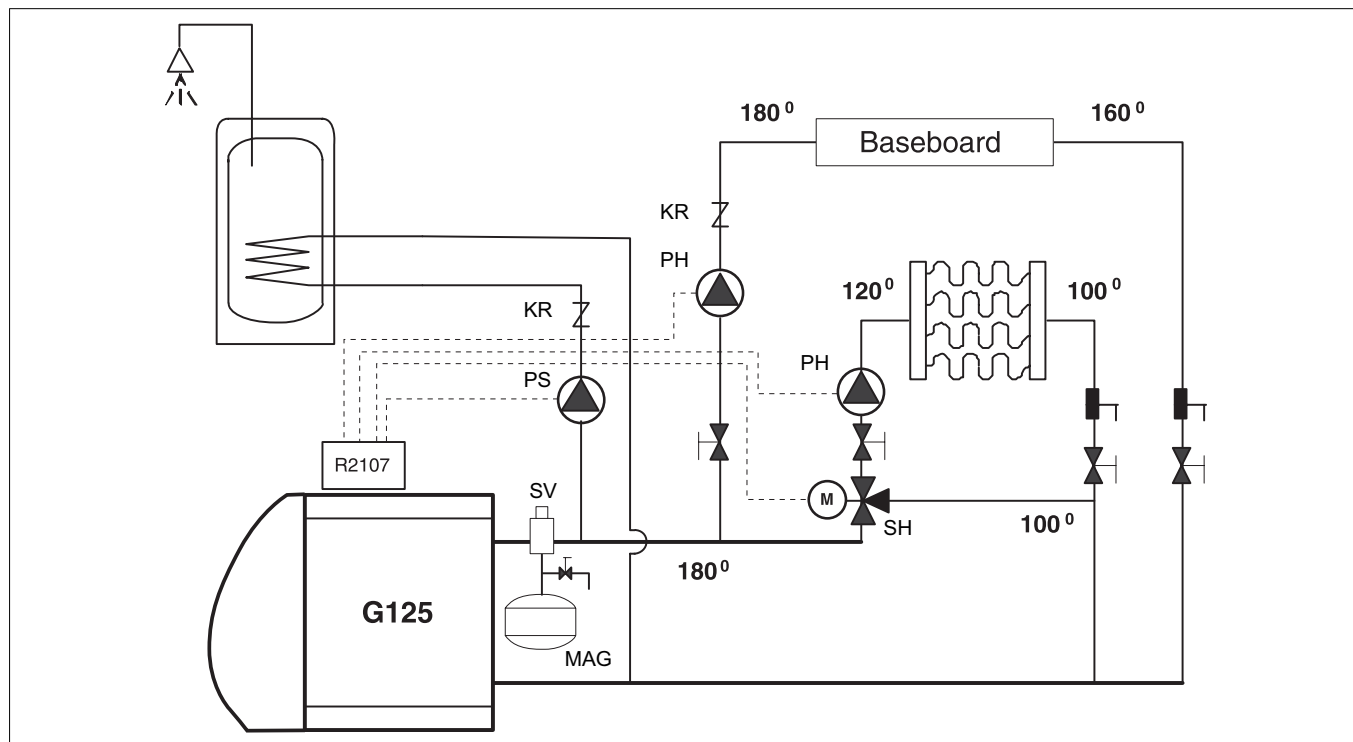 180⁰
160⁰
Baseboard
KR
PH
120⁰
100⁰
KR
PH
PS
R2107
SV
M
SH
100⁰
180⁰
G125
MAG